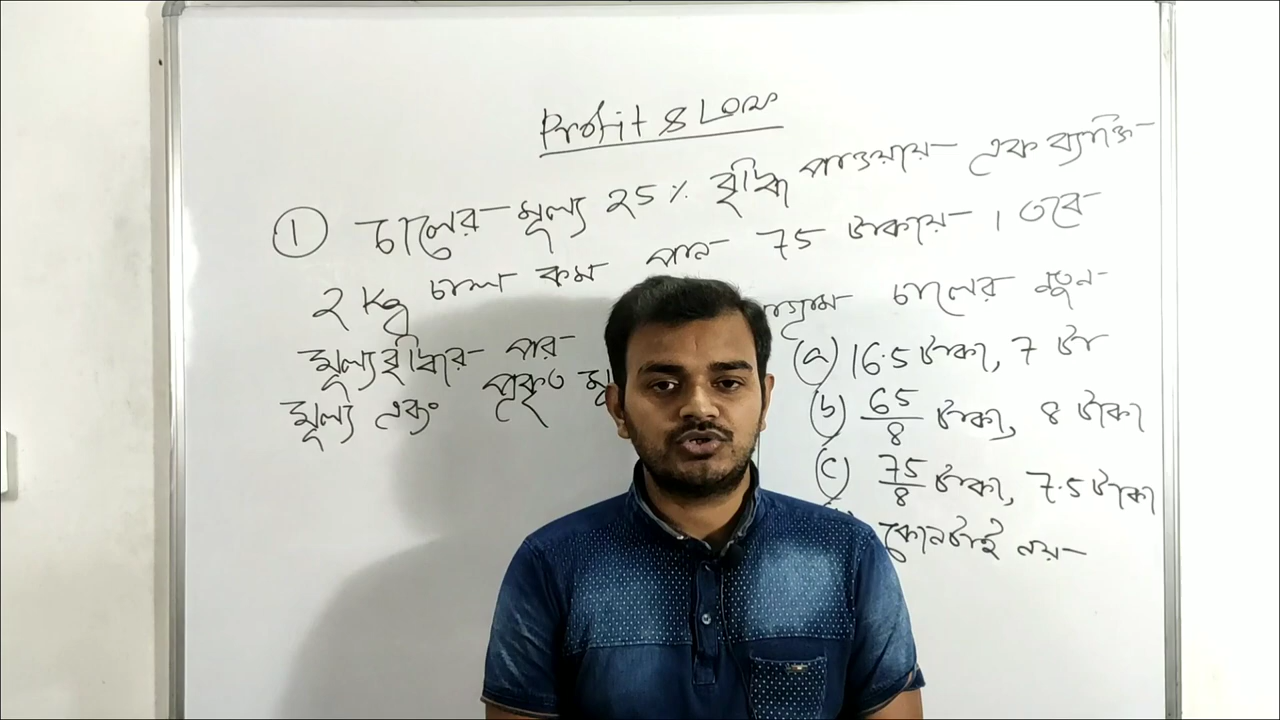 Profit & Loss
① চালের মূল্য 25% বৃদ্ধি পাওয়ায় এক ব্যক্তি
2 Kg চাল কম পান 75 টাকায়। তবে
মূল্যবৃদ্ধির পর চালের নতুন
মূল্য এবং প্রকৃত
(a) 16.5 টাকা, 7 টা
(b) 65/8 টাকা, 8 টাকা
(c) 75/8 টাকা, 7.5 টাকা
কোনটাই নয়